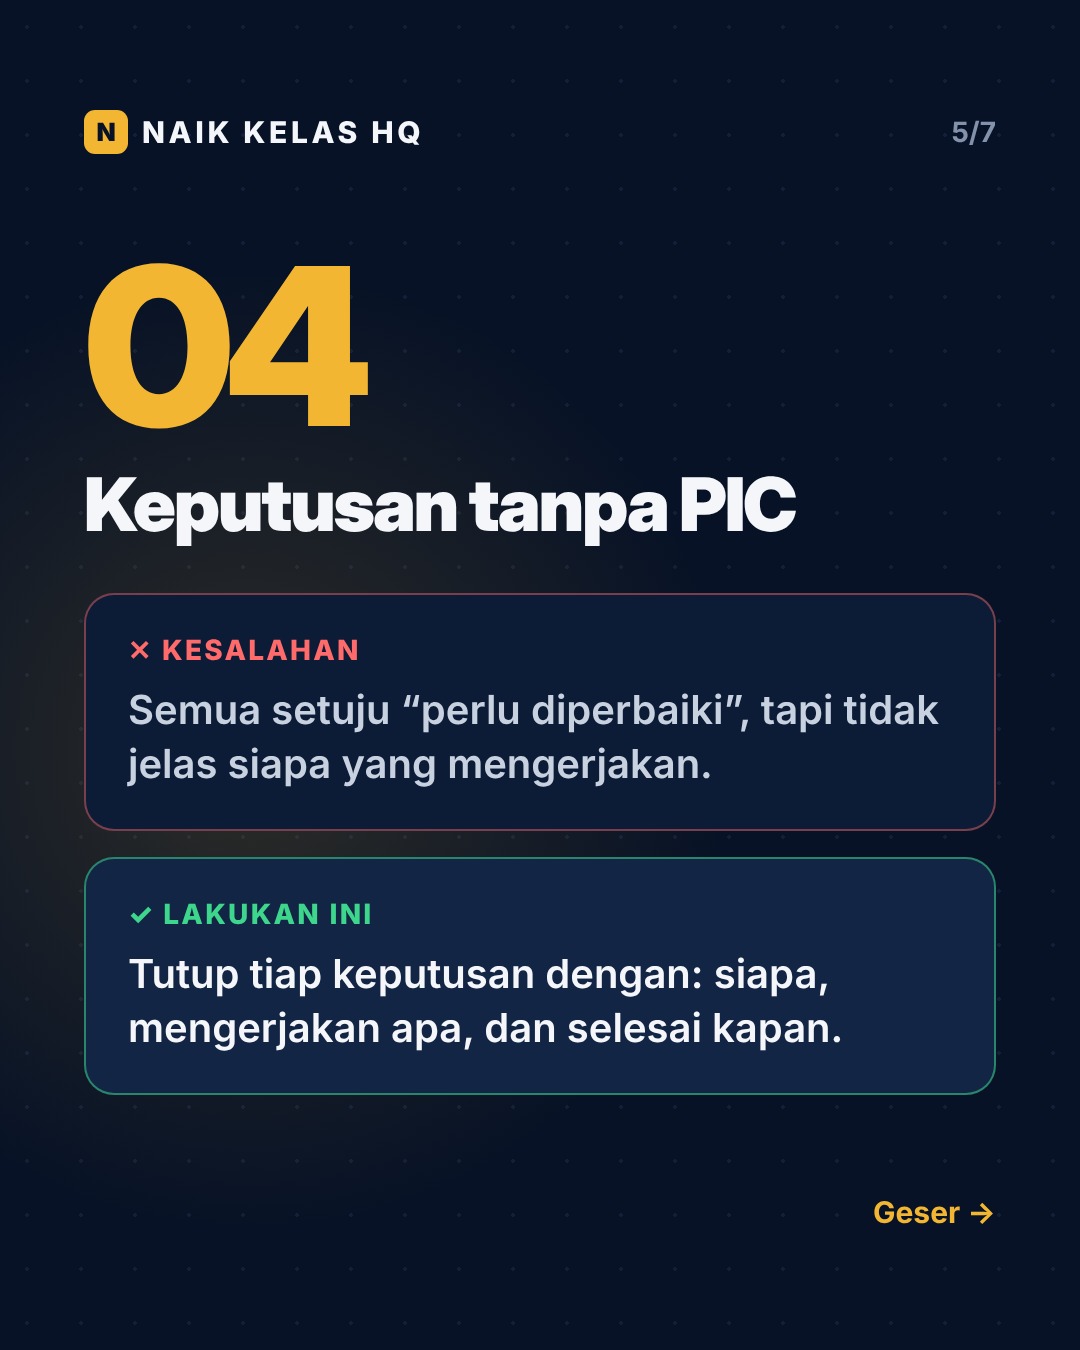 N NAIK KELAS HQ
5/7
04
Keputusan tanpa PIC
✕ KESALAHAN
Semua setuju “perlu diperbaiki”, tapi tidak
jelas siapa yang mengerjakan.
✓ LAKUKAN INI
Tutup tiap keputusan dengan: siapa,
mengerjakan apa, dan selesai kapan.
Geser →